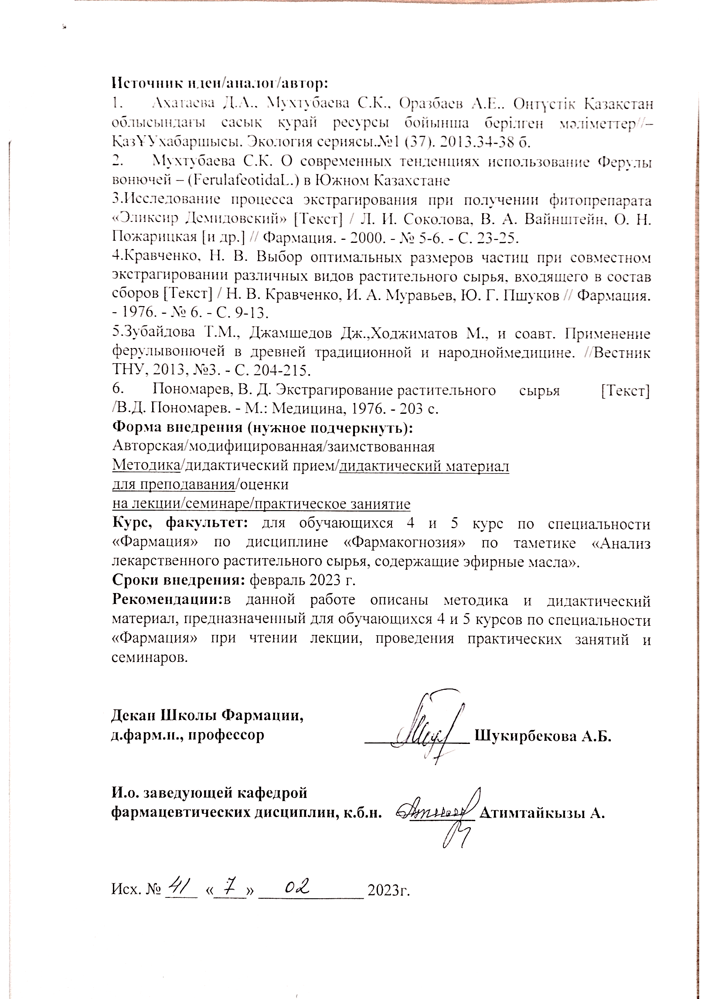 Источник идеи/аналог/автор:
1. Ахатаева Д.А., Мухтубаева С.К., Оразбаев А.Е.. Онтүстік Казакстан
облысындагы сасык курай ресурсы бойынша берілген мәліметтер//–
КазҰУхабаршысы. Экология сериясы.№1 (37). 2013.34-38 б.
2. Мухтубаева С.К. О современных тенденциях использование Ферулы
вонючей – (FerulafeotidaL.) в Южном Казахстане
3.Исследование процесса экстрагирования при получении фитопрепарата
«Эликсир Демидовский» [Текст] / Л. И. Соколова, В. А. Вайнштейн, О. Н.
Пожарицкая [и др.] // Фармация. - 2000. - № 5-6. - С. 23-25.
4.Кравченко, Н. В. Выбор оптимальных размеров частиц при совместном
экстрагировании различных видов растительного сырья, входящего в состав
сборов [Текст] / Н. В. Кравченко, И. А. Муравьев, Ю. Г. Пшуков // Фармация.
- 1976. - № 6. - С. 9-13.
5.Зубайдова Т.М., Джамшедов Дж.,Ходжиматов М., и соавт. Применение
ферулывонючей в древней традиционной и народноймедицине. //Вестник
ТНУ, 2013, №3. - С. 204-215.
6. Пономарев, В. Д. Экстрагирование растительного сырья [Текст]
/В.Д. Пономарев. - М.: Медицина, 1976. - 203 с.
Форма внедрения (нужное подчеркнуть):
Авторская/модифицированная/заимствованная
Методика/дидактический прием/дидактический материал
для преподавания/оценки
на лекции/семинаре/практическое заниятие
Курс, факультет: для обучающихся 4 и 5 курс по специальности
«Фармация» по дисциплине «Фармакогнозия» по таметике «Анализ
лекарственного растительного сырья, содержащие эфирные масла».
Сроки внедрения: февраль 2023 г.
Рекомендации:в данной работе описаны методика и дидактический
материал, предназначенный для обучающихся 4 и 5 курсов по специальности
«Фармация» при чтении лекции, проведения практических занятий и
семинаров.
Декан Школы Фармации,
д.фарм.н., профессор Шукирбекова А.Б.
И.о. заведующей кафедрой
фармацевтических дисциплин, к.б.н. Атимтайкызы А.
Исх. № 41 «7» 02 2023г.